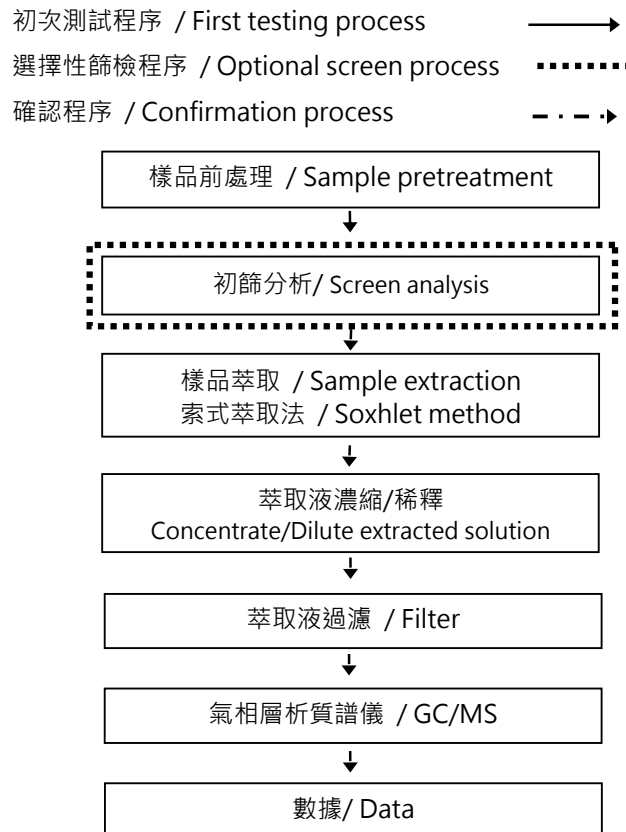 初次測試程序 / First testing process
選擇性篩檢程序 / Optional screen process
確認程序 / Confirmation process
樣品前處理 / Sample pretreatment
初篩分析/ Screen analysis
樣品萃取 / Sample extraction
索式萃取法 / Soxhlet method
萃取液濃縮/稀釋
Concentrate/Dilute extracted solution
萃取液過濾 / Filter
氣相層析質譜儀 / GC/MS
數據/ Data